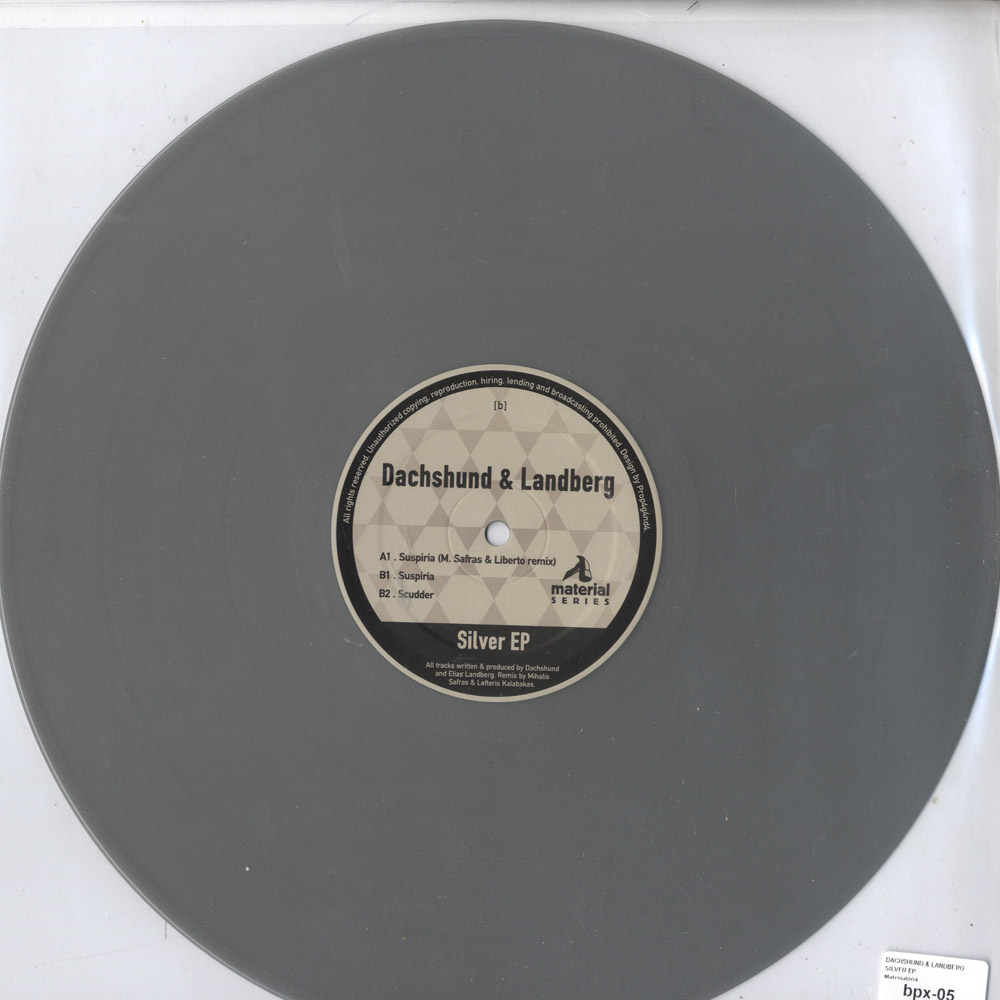 All rights reserved. Unauthorized copying, reproduction, hiring, lending and broadcasting prohibited. Design by Prop4g4nd4.
[b]
Dachshund & Landberg
A1 . Suspiria (M. Safras & Liberto remix)
B1 . Suspiria
B2 . Scudder
material
SERIES
Silver EP
All tracks written & produced by Dachshund
and Elias Landberg. Remix by Mihalis
Safras & Lefteris Kalabakas.
DACHSHUND & LANDBERG
SILVER EP
Material004
bpx-05